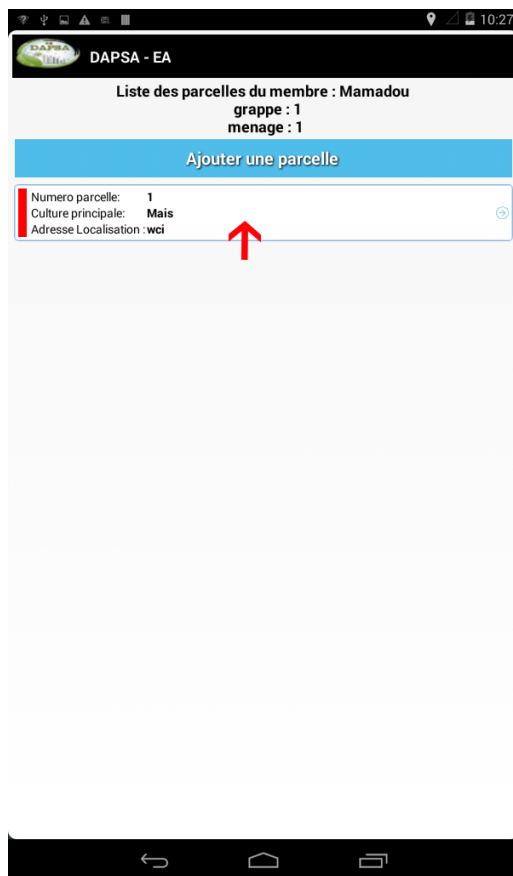 10:27
DAPSA
DAPSA - EA
Liste des parcelles du membre : Mamadou
grappe : 1
menage : 1
Ajouter une parcelle
Numero parcelle: 1
Culture principale: Mais
Adresse Localisation : wci